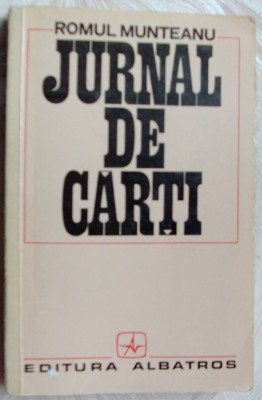 ROMUL MUNTEANU
JURNAL
DE
CĂRȚI
EDITURA ALBATROS